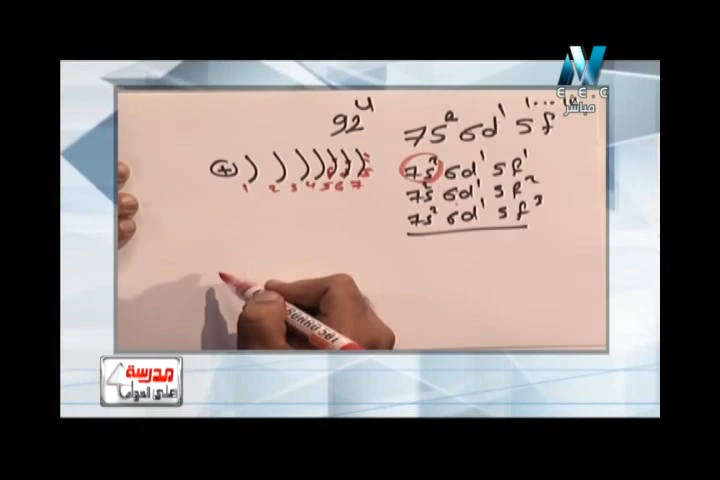 E.E.C
مباشر
₉₂U
7s² 6d¹ 5f¹···
7s² 6d¹ 5f¹
7s² 6d¹ 5f²
7s² 6d¹ 5f³
+
1 2 3 4 5 6 7
مدرسة
على الهواء